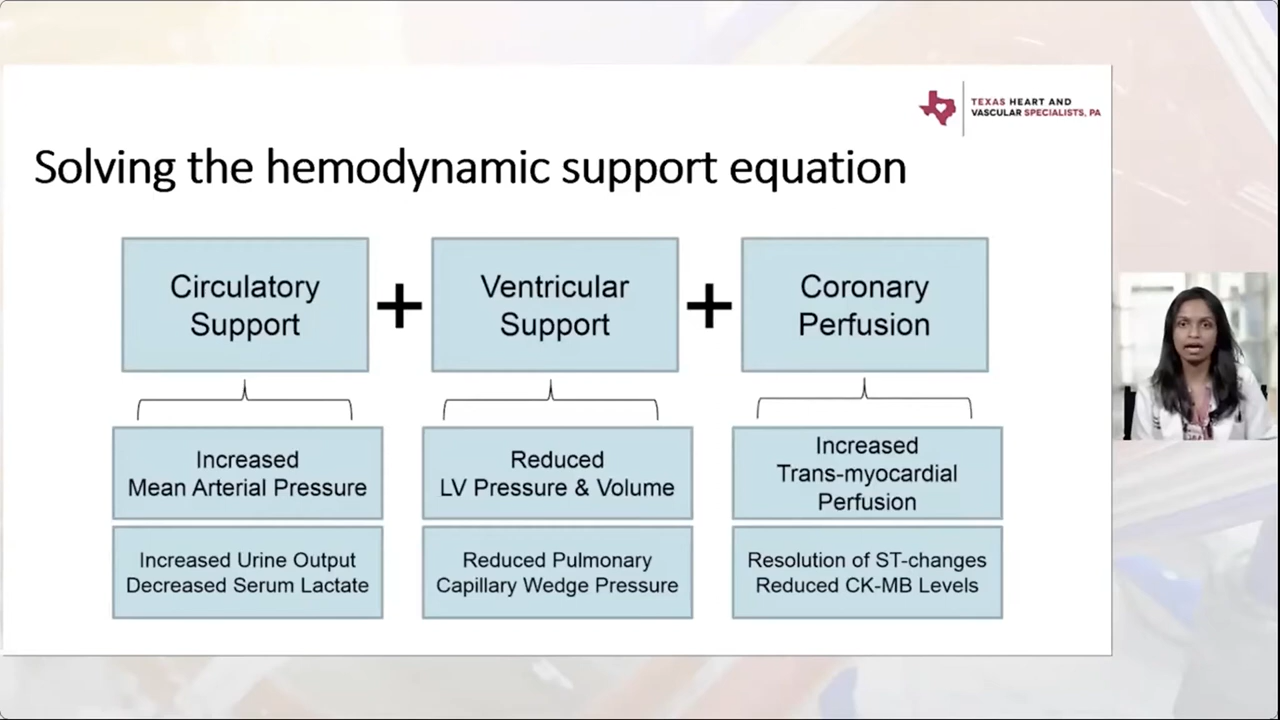 TEXAS HEART AND
VASCULAR SPECIALISTS, PA
Solving the hemodynamic support equation
Circulatory
Support
+
Ventricular
Support
+
Coronary
Perfusion
Increased
Mean Arterial Pressure
Reduced
LV Pressure & Volume
Increased
Trans-myocardial
Perfusion
Increased Urine Output
Decreased Serum Lactate
Reduced Pulmonary
Capillary Wedge Pressure
Resolution of ST-changes
Reduced CK-MB Levels